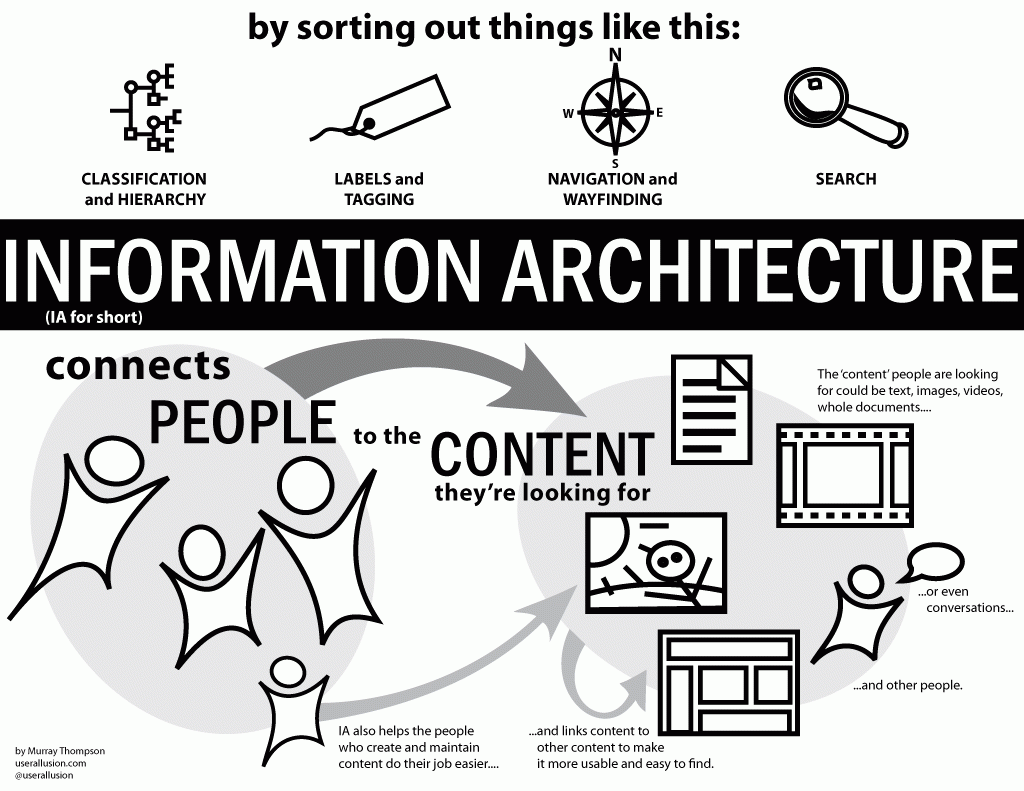 by sorting out things like this:
N
W
E
S
CLASSIFICATION
and HIERARCHY
LABELS and
TAGGING
NAVIGATION and
WAYFINDING
SEARCH
INFORMATION ARCHITECTURE
(IA for short)
connects
PEOPLE
to the
CONTENT
they're looking for
The 'content' people are looking
for could be text, images, videos,
whole documents....
...or even
conversations...
...and other people.
IA also helps the people
who create and maintain
content do their job easier....
...and links content to
other content to make
it more usable and easy to find.
by Murray Thompson
userallusion.com
@userallusion